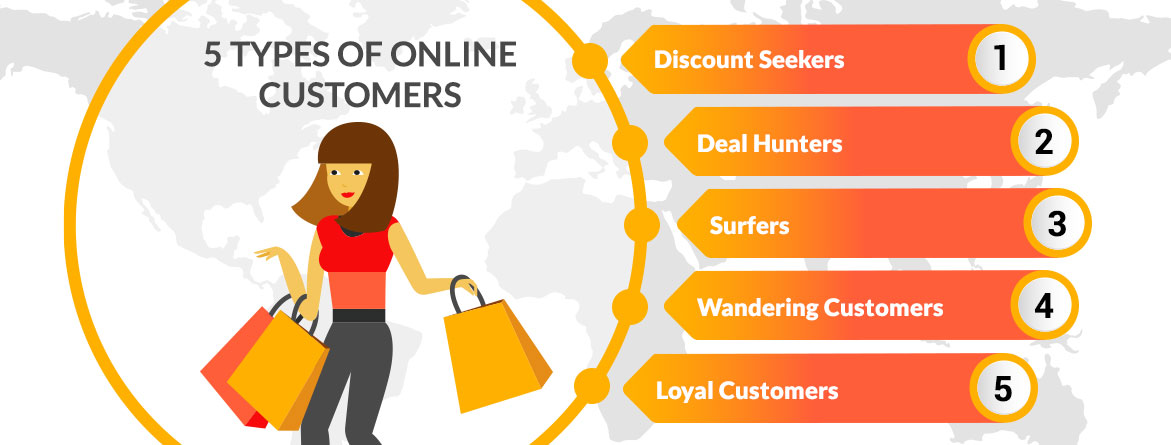 5 TYPES OF ONLINE
CUSTOMERS
Discount Seekers 1
Deal Hunters 2
Surfers 3
Wandering Customers 4
Loyal Customers 5